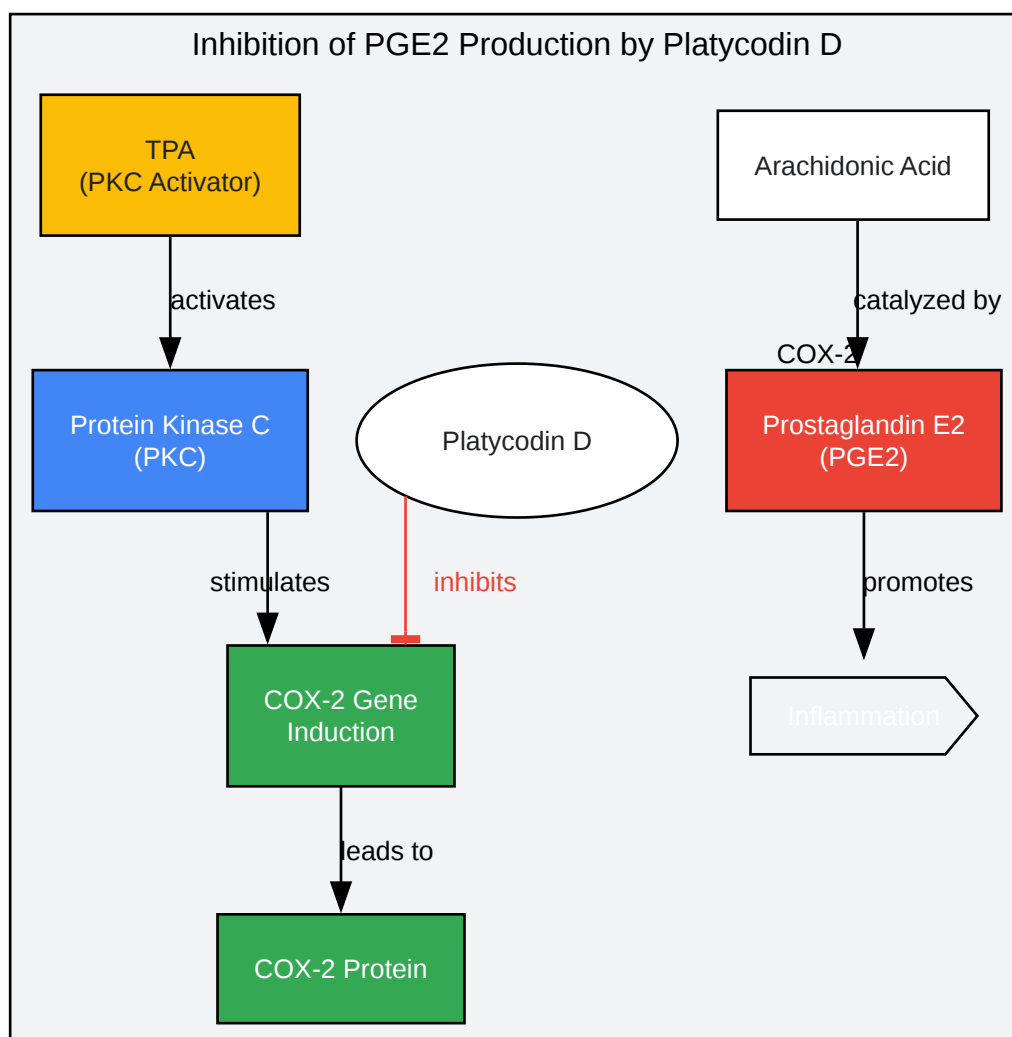 Inhibition of PGE2 Production by Platycodin D
TPA
(PKC Activator)
Arachidonic Acid
activates
catalyzed by
COX-2
Protein Kinase C
(PKC)
Platycodin D
Prostaglandin E2
(PGE2)
stimulates
inhibits
promotes
COX-2 Gene
Induction
Inflammation
leads to
COX-2 Protein